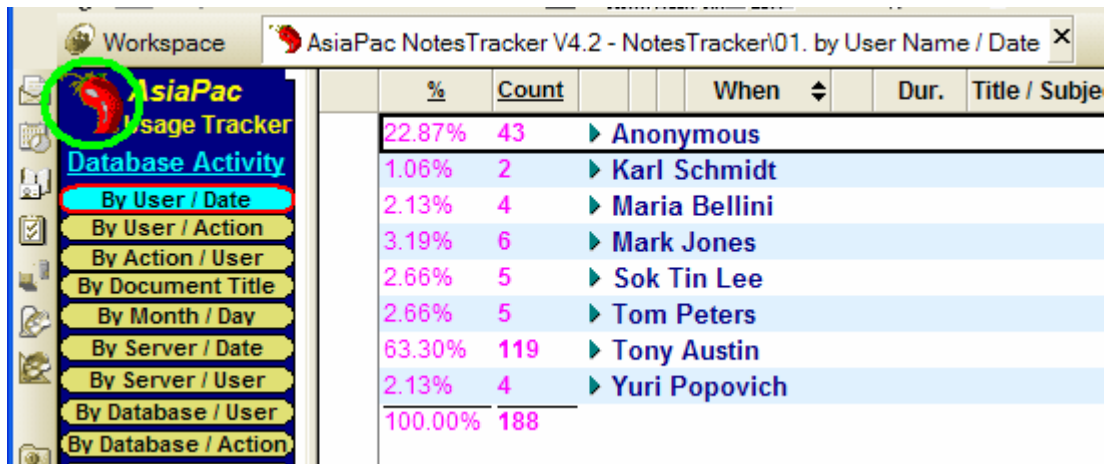 Workspace
AsiaPac NotesTracker V4.2 - NotesTracker\01. by User Name / Date
AsiaPac
Usage Tracker
Database Activity
By User / Date
By User / Action
By Action / User
By Document Title
By Month / Day
By Server / Date
By Server / User
By Database / User
By Database / Action
% Count When Dur. Title / Subje
22.87% 43 Anonymous
1.06% 2 Karl Schmidt
2.13% 4 Maria Bellini
3.19% 6 Mark Jones
2.66% 5 Sok Tin Lee
2.66% 5 Tom Peters
63.30% 119 Tony Austin
2.13% 4 Yuri Popovich
100.00% 188